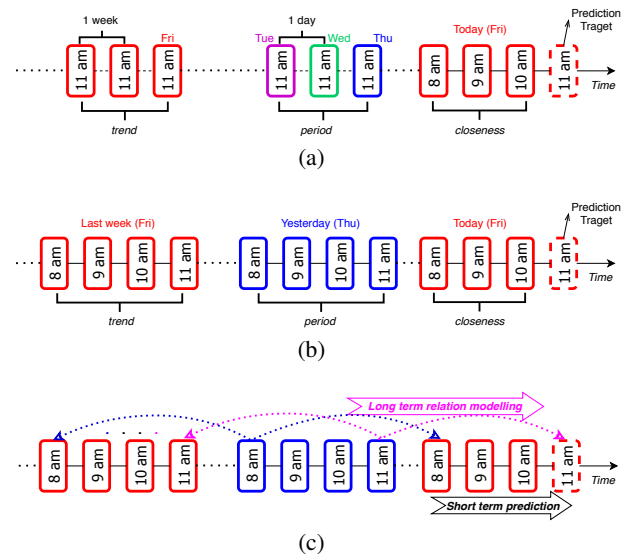 1 week
1 day
Today (Fri)
Prediction
Traget
Fri
Tue
Wed
Thu
11 am
11 am
11 am
11 am
11 am
11 am
8 am
9 am
10 am
11 am
Time
trend
period
closeness
(a)
Last week (Fri)
Yesterday (Thu)
Today (Fri)
Prediction
Traget
8 am
9 am
10 am
11 am
8 am
9 am
10 am
11 am
8 am
9 am
10 am
11 am
Time
trend
period
closeness
(b)
Long term relation modelling
8 am
9 am
10 am
11 am
8 am
9 am
10 am
11 am
8 am
9 am
10 am
11 am
Time
Short term prediction
(c)